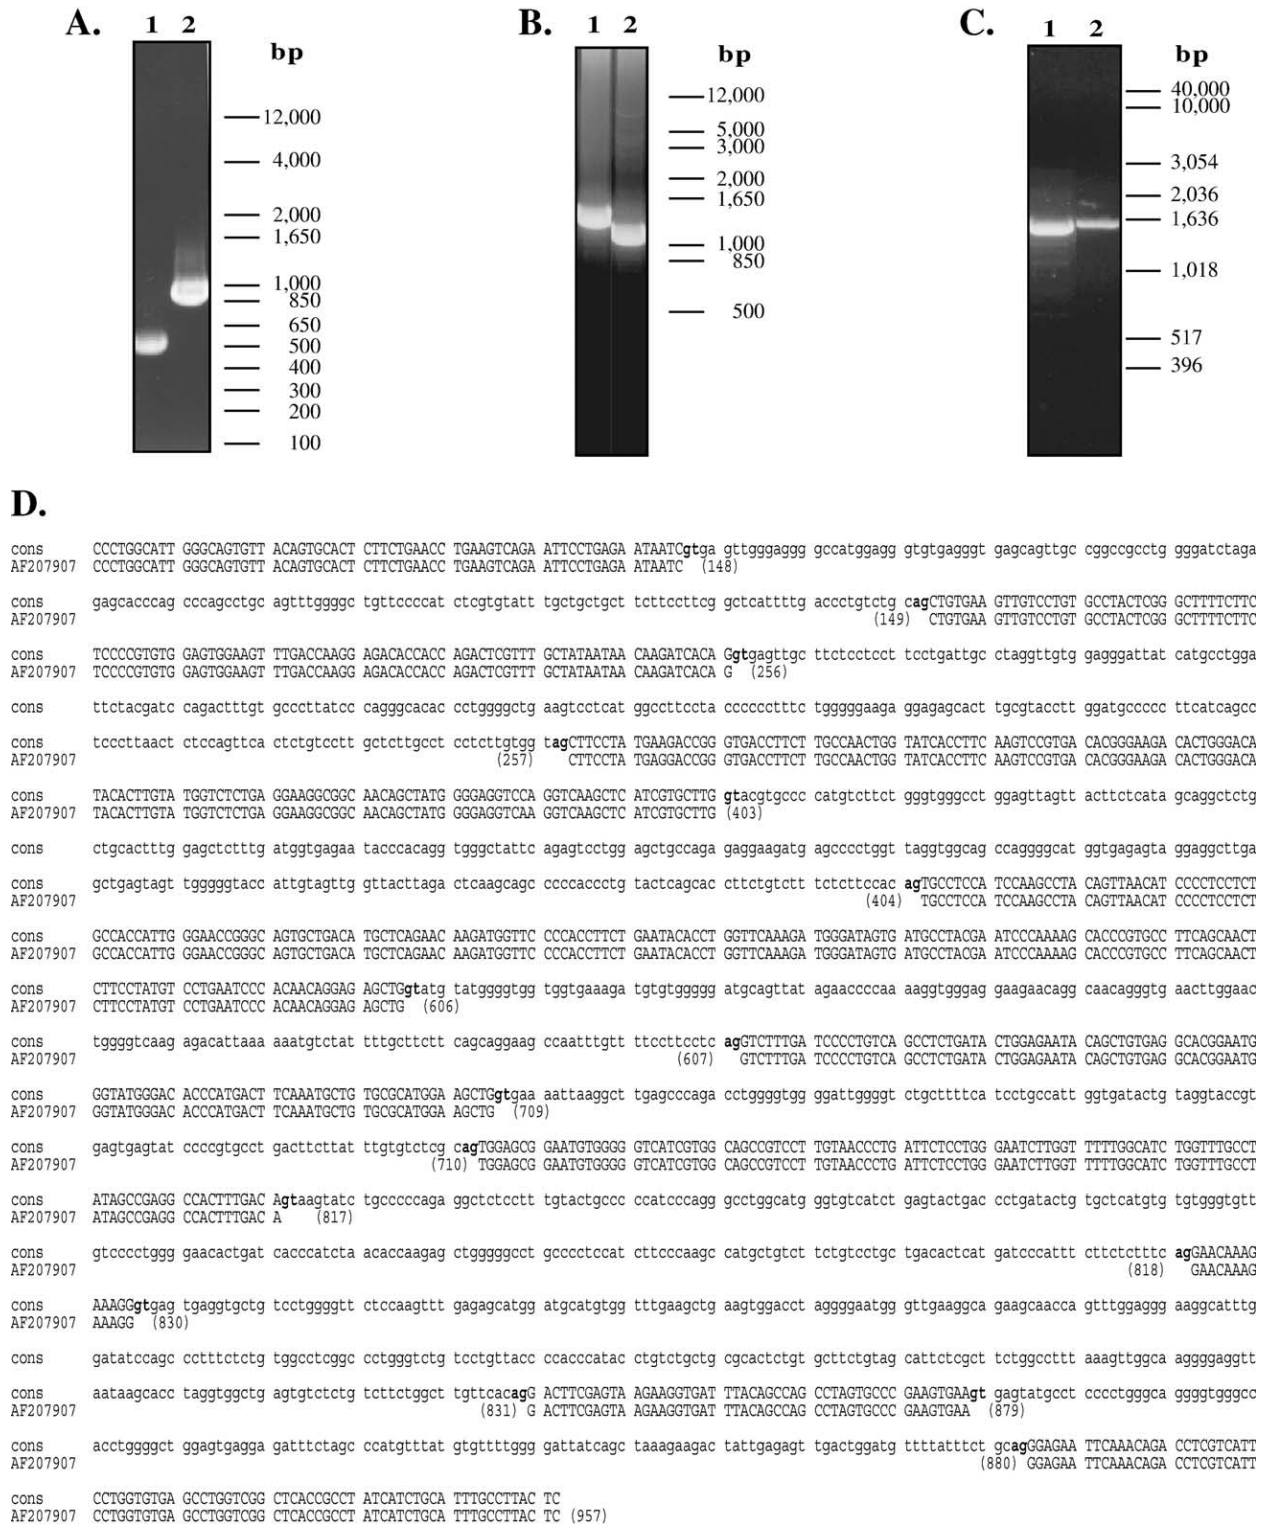 A. 1 2 bp
12,000
4,000
2,000
1,650
1,000
850
650
500
400
300
200
100
B. 1 2 bp
12,000
5,000
3,000
2,000
1,650
1,000
850
500
C. 1 2 bp
40,000
10,000
3,054
2,036
1,636
1,018
517
396
D.
cons CCCTGGCATT GGGCAGTGTT ACAGTGCACT CTTCTGAACC TGAAGTCAGA ATTCCTGAGA ATAATCgtga gttgggaggg gccatggagg gtgtgagggt gagcagttgc cggccgcctg gggatctaga
AF207907 CCCTGGCATT GGGCAGTGTT ACAGTGCACT CTTCTGAACC TGAAGTCAGA ATTCCTGAGA ATAATC (148)
cons gagcacccag gcccagcctgc cagtttggggc tgttccccat ctcgtgtatt tgctgctgct tcttccttcg gctcattttg accctgtctg cagCTGTGAA GTTGTCCTGT GCCTACTCGG GCTTTTCTTC
AF207907 (149) CTGTGAA GTTGTCCTGT GCCTACTCGG GCTTTTCTTC
cons TCCCCGTGTG GAGTGGAAGT TTGACCAAGG AGACACCACC AGACTCGTTT GCTATAATAA CAAGATCACA Ggtgagttgc ttctcctcct tcctgattgc ctaggttgtg gagggattat catgcctgga
AF207907 TCCCCGTGTG GAGTGGAAGT TTGACCAAGG AGACACCACC AGACTCGTTT GCTATAATAA CAAGATCACA G (256)
cons ttctacgatc cagactttgt gcccttatcc cagggcacac cctggggctg aagtcctcat ggccttccta cccccctttc tgggggaaga ggagagcact tgcgtacctt ggatgccccc ttcatcagcc
cons tcccttaact ctccagttca ctctgtcctt gctcttgcct cctcttgtgg tagCTTCCTA TGAAGACCGG GTGACCTTCT TGCCAACTGG TATCACCTTC AAGTCCGTGA CACGGGAAGA CACTGGGACA
AF207907 (257) CTTCCTA TGAGGACCGG GTGACCTTCT TGCCAACTGG TATCACCTTC AAGTCCGTGA CACGGGAAGA CACTGGGACA
cons TACACTTGTA TGGTCTCTGA GGAAGGCGGC AACAGCTATG GGGAGGTCCA GGTCAAGCTC ATCGTGCTTG gtacgtgccc catgtcttct gggtgggcct ggagttagtt acttctcata gcaggctctg
AF207907 TACACTTGTA TGGTCTCTGA GGAAGGCGGC AACAGCTATG GGGAGGTCAA GGTCAAGCTC ATCGTGCTTG (403)
cons ctgcactttg ggagctctttg atggtgagaa tacccacagg tgggctattc agagtcctgg agctgccaga gaggaagatg agcccctggt taggtggcag ccaggggcat ggtgagagta ggaggcttga
cons gctgagtagt tgggggtacc attgtagttg gttacttaga ctcaagcagc ccccaccctg tactcagcac cttctgtctt tctcttccac agTGCCTCCA TCCAAGCCTA CAGTTAACAT CCCCTCCTCT
AF207907 (404) TGCCTCCA TCCAAGCCTA CAGTTAACAT CCCCTCCTCT
cons GCCACCATTG GGAACCGGGC AGTGCTGACA TGCTCAGAAC AAGATGGTTC CCCACCTTCT GAATACACCT GGTTCAAAGA TGGGATAGTG ATGCCTACGA ATCCCAAAAG CACCCGTGCC TTCAGCAACT
AF207907 GCCACCATTG GGAACCGGGC AGTGCTGACA TGCTCAGAAC AAGATGGTTC CCCACCTTCT GAATACACCT GGTTCAAAGA TGGGATAGTG ATGCCTACGA ATCCCAAAAG CACCCGTGCC TTCAGCAACT
cons CTTCCTATGT CCTGAATCCC ACAACAGGAG AGCTGgtatg tatggggtgg tggtgaaaga tgtgtggggg atgcagttat agaaccccaa aaggtgggag gaagaacagg caacagggtg aacttggaac
AF207907 CTTCCTATGT CCTGAATCCC ACAACAGGAG AGCTG (606)
cons tggggtcaag agacattaaa aaatgtctat tttgcttctt cagcaggaag ccaatttgtt tttccttcctc agGTCTTTGA TCCCCTGTCA GCCTCTGATA CTGGAGAATA CAGCTGTGAG GCACGGAATG
AF207907 (607) GTCTTTGA TCCCCTGTCA GCCTCTGATA CTGGAGAATA CAGCTGTGAG GCACGGAATG
cons GGTATGGGAC ACCCATGACT TCAAATGCTG TGCGCATGGA AGCTGgtgaa aattaaggct tgagcccaga cctggggtgg ggattggggt ctgcttttca tcctgccatt ggtgatactg taggtaccgt
AF207907 GGTATGGGAC ACCCATGACT TCAAATGCTG TGCGCATGGA AGCTG (709)
cons gagtgagtat ccccgtgcct gacttcttat ttgtgtctcg cagTGGAGCG GAATGTGGGG GTCATCGTGG CAGCCGTCCT TGTAACCCTG ATTCTCCTGG GAATCTTGGT TTTTGGCATC TGGTTTGCCT
AF207907 (710) TGGAGCG GAATGTGGGG GTCATCGTGG CAGCCGTCCT TGTAACCCTG ATTCTCCTGG GAATCTTGGT TTTTGGCATC TGGTTTGCCT
cons ATAGCCGAGG CCACTTTGAC Agtaagtatc tgcccccaga ggctctcctt tgtactgccc ccatcccagg gcctggcatg gggtgtcatct gagtactgac cctgatactg tgctcatgtg tgtgggtgtt
AF207907 ATAGCCGAGG CCACTTTGAC A (817)
cons gtcccctggg gaacactgat cacccatcta acaccaagag ctgggggcct gcccctccat cttcccaagc catgctgtct tctgtcctgc tgacactcat gatcccattt cttctctttc agGAACAAAG
AF207907 (818) GAACAAAG
cons AAAGGgtgag tgaggtgctg tcctggggtt ctccaagttt gagagcatgg atgcatgtgg tttgaagctg aagtggacct aggggaatgg gttgaaggca gaagcaacca gtttggaggg aaggcatttg
AF207907 AAAGG (830)
cons gatatccagc ccctttctctg tggcctcggc cctgggtctg tcctgttacc ccacccatacc ctgtctgctg cgcactctgt gcttctgtagc attctcgct tctggccttt aaagttggca aggggaggtt
cons aataagcacc taggtggctg agtgtctctg tcttctggct tgttcacagG ACTTCGAGTA AGAAGGTGAT TTACAGCCAG CCTAGTGCCC GAAGTGAAgt gagtatgcct cccctgggca ggggtgggcc
AF207907 (831) G ACTTCGAGTA AGAAGGTGAT TTACAGCCAG CCTAGTGCCC GAAGTGAA (879)
cons acctggggct ggagtgagga gatttctagc cccatgtttat gtgttttggg gattatcagc taaagaagac tattgagagt tgactggatg ttttatttct gcagGGAGAA TTCAAACAGA CCTCGTCATT
AF207907 (880) GGAGAA TTCAAACAGA CCTCGTCATT
cons CCTGGTGTGA GCCTGGTCGG CTCACCGCCT ATCATCTGCA TTTGCCTTAC TC
AF207907 CCTGGTGTGA GCCTGGTCGG CTCACCGCCT ATCATCTGCA TTTGCCTTAC TC (957)